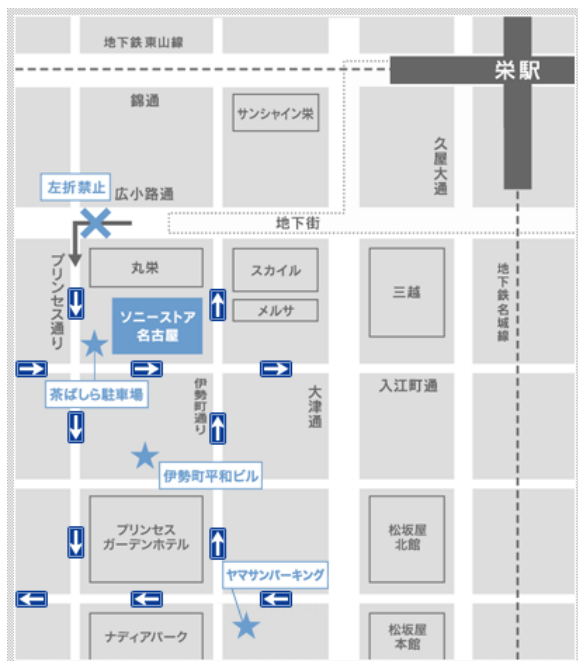 地下鉄東山線
栄駅
錦通
サンシャイン栄
久屋大通
左折禁止
広小路通
地下街
プリンセス通り
丸栄
スカイル
三越
地下鉄名城線
メルサ
ソニーストア
名古屋
茶ばしら駐車場
伊勢町通り
大津通
入江町通
伊勢町平和ビル
プリンセス
ガーデンホテル
松坂屋
北館
ヤマサンパーキング
ナディアパーク
松坂屋
本館